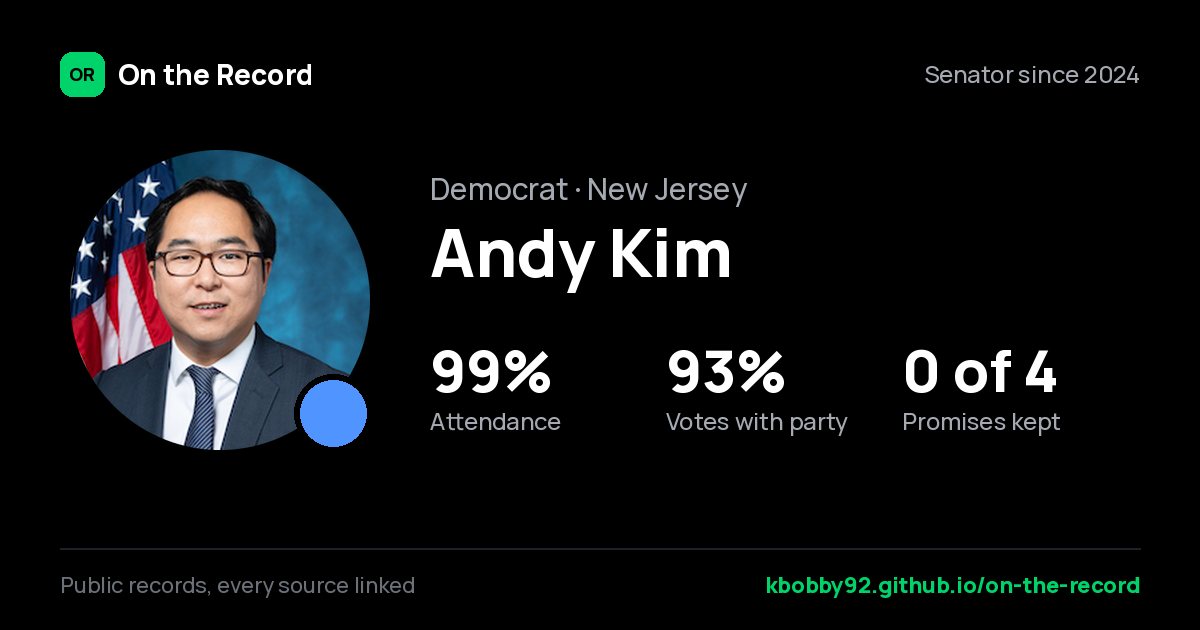 OR On the Record
Senator since 2024
Democrat · New Jersey
Andy Kim
99% 93% 0 of 4
Attendance Votes with party Promises kept
Public records, every source linked
kbobby92.github.io/on-the-record